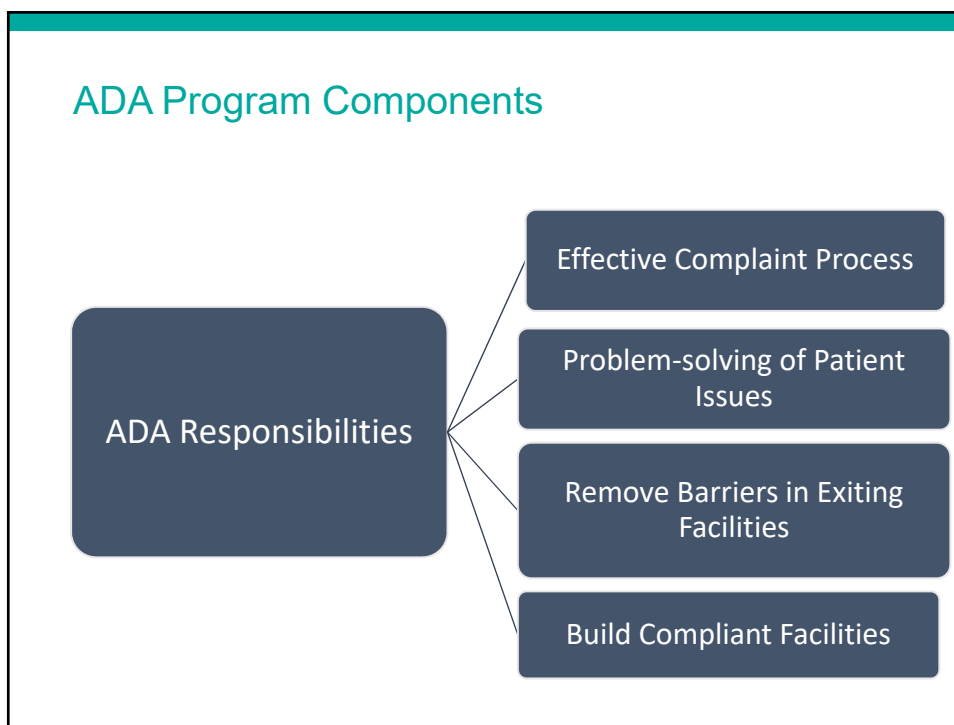 ADA Program Components
ADA Responsibilities
Effective Complaint Process
Problem-solving of Patient
Issues
Remove Barriers in Exiting
Facilities
Build Compliant Facilities